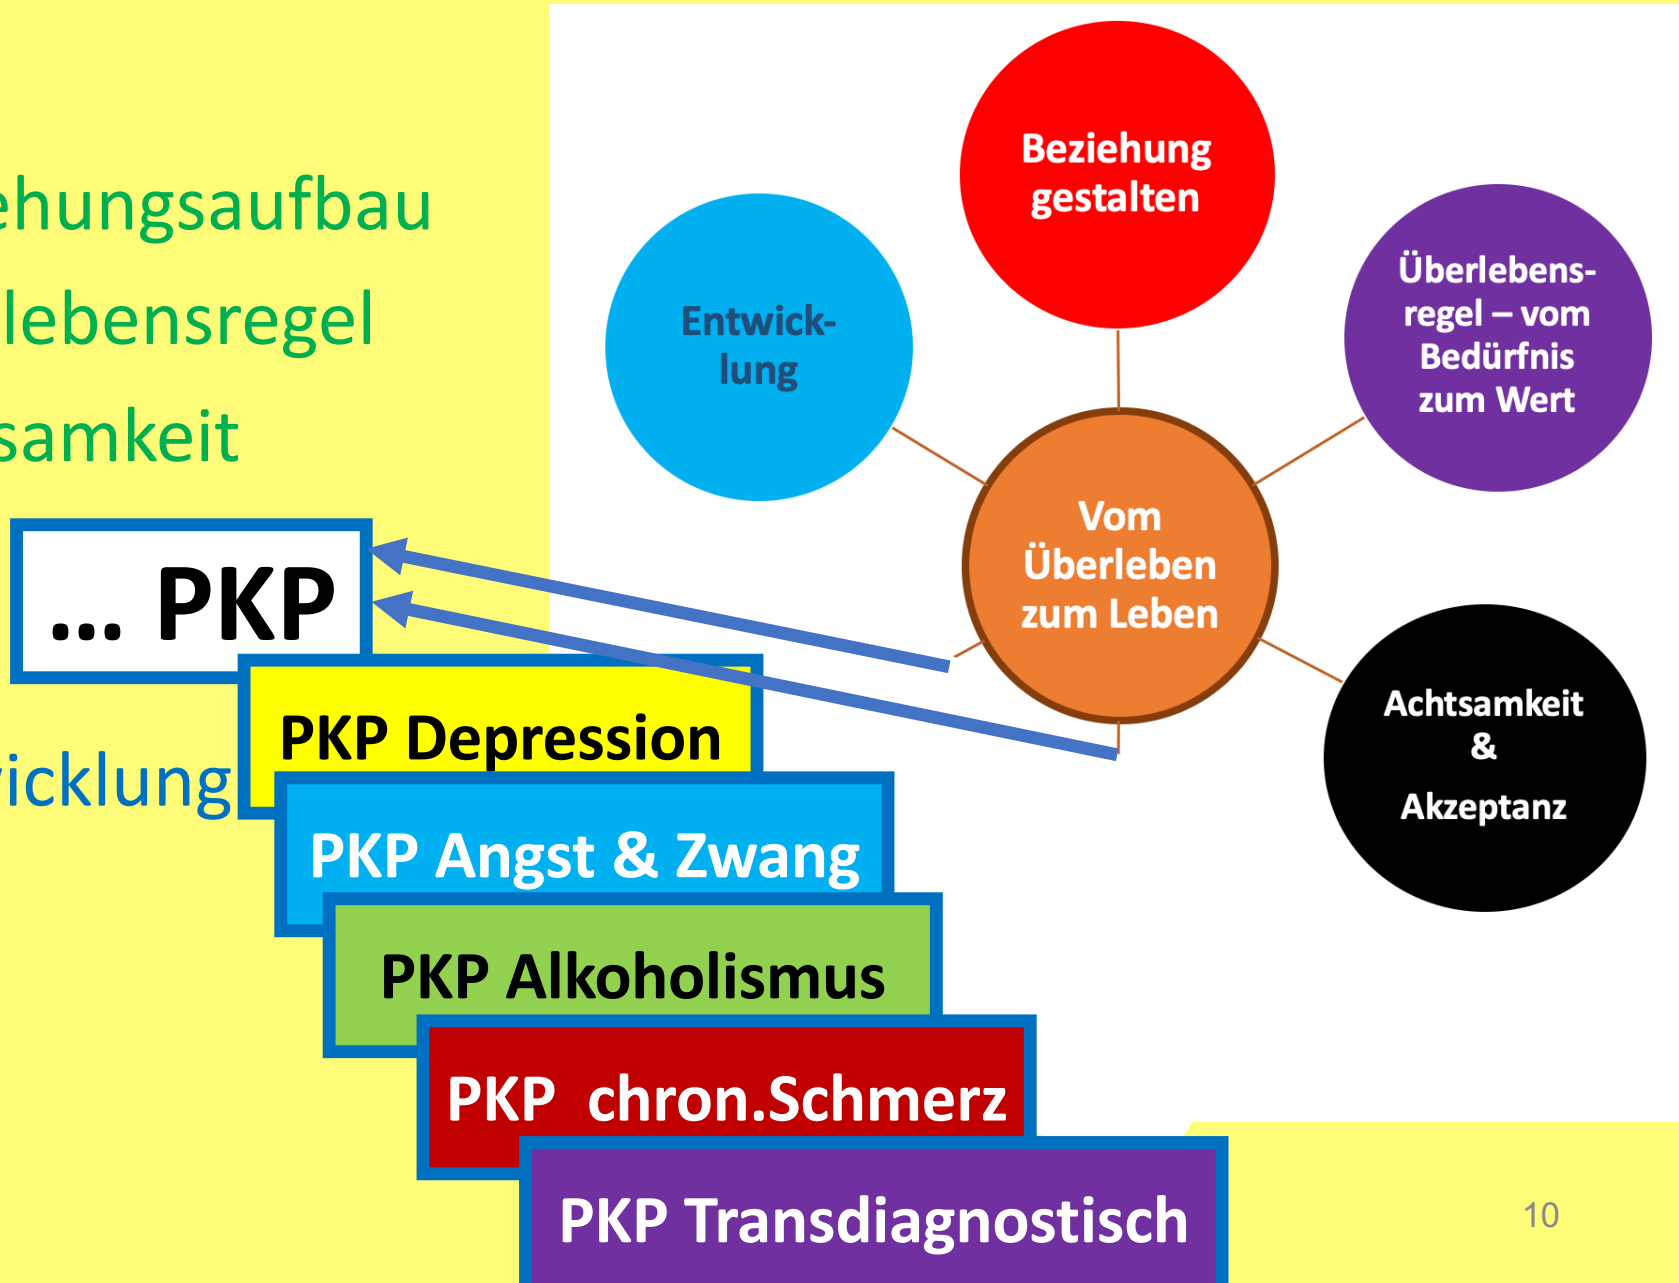 ehungsaufbau
lebensregel
samkeit
... PKP
icklung
PKP Depression
PKP Angst & Zwang
PKP Alkoholismus
PKP chron.Schmerz
PKP Transdiagnostisch
Beziehung
gestalten
Entwick-
lung
Überlebens-
regel – vom
Bedürfnis
zum Wert
Vom
Überleben
zum Leben
Achtsamkeit
&
Akzeptanz
10